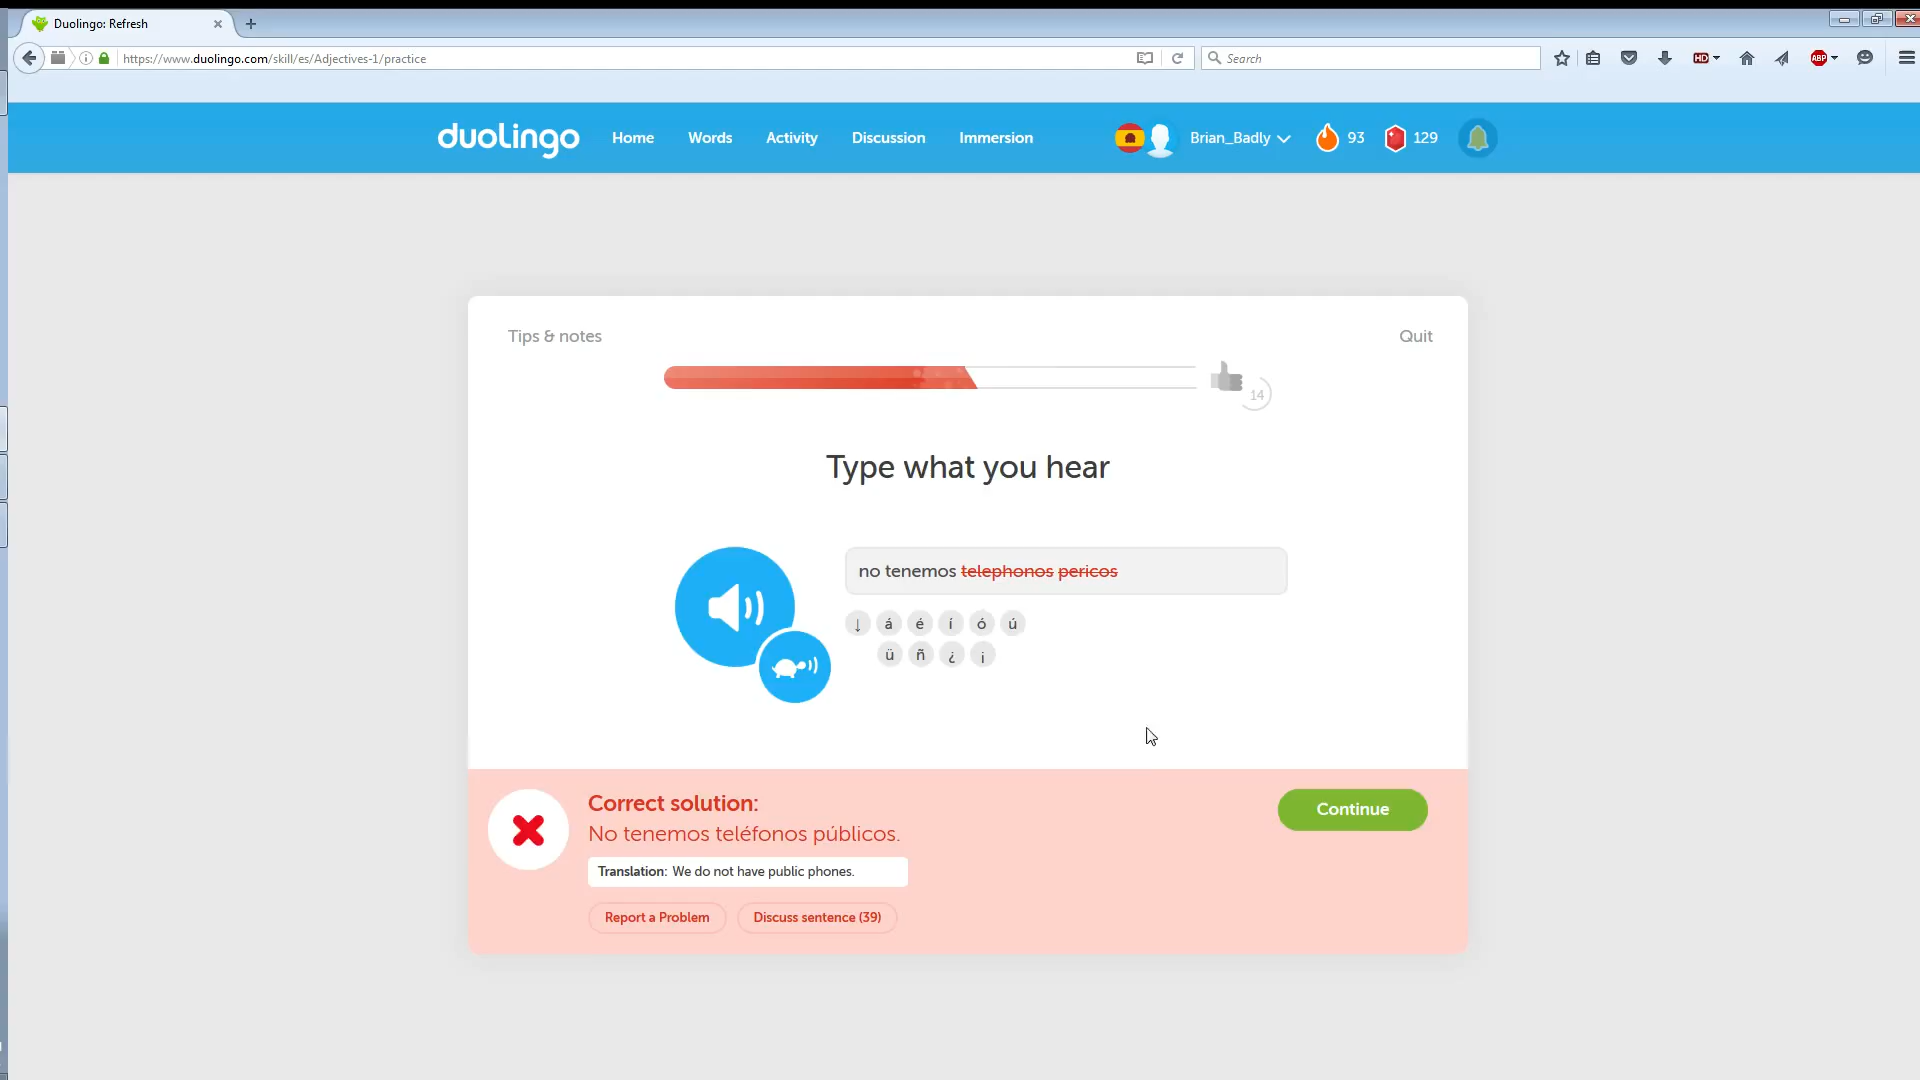 Duolingo: Refresh
https://www.duolingo.com/skill/es/Adjectives-1/practice
Search
HD
ABP
duolingo
Home
Words
Activity
Discussion
Immersion
Brian_Badly
93
129
Tips & notes
Quit
14
Type what you hear
no tenemos telephonos pericos
↓ á é í ó ú
ü ñ ¿ ¡
Correct solution:
No tenemos teléfonos públicos.
Continue
Translation: We do not have public phones.
Report a Problem
Discuss sentence (39)